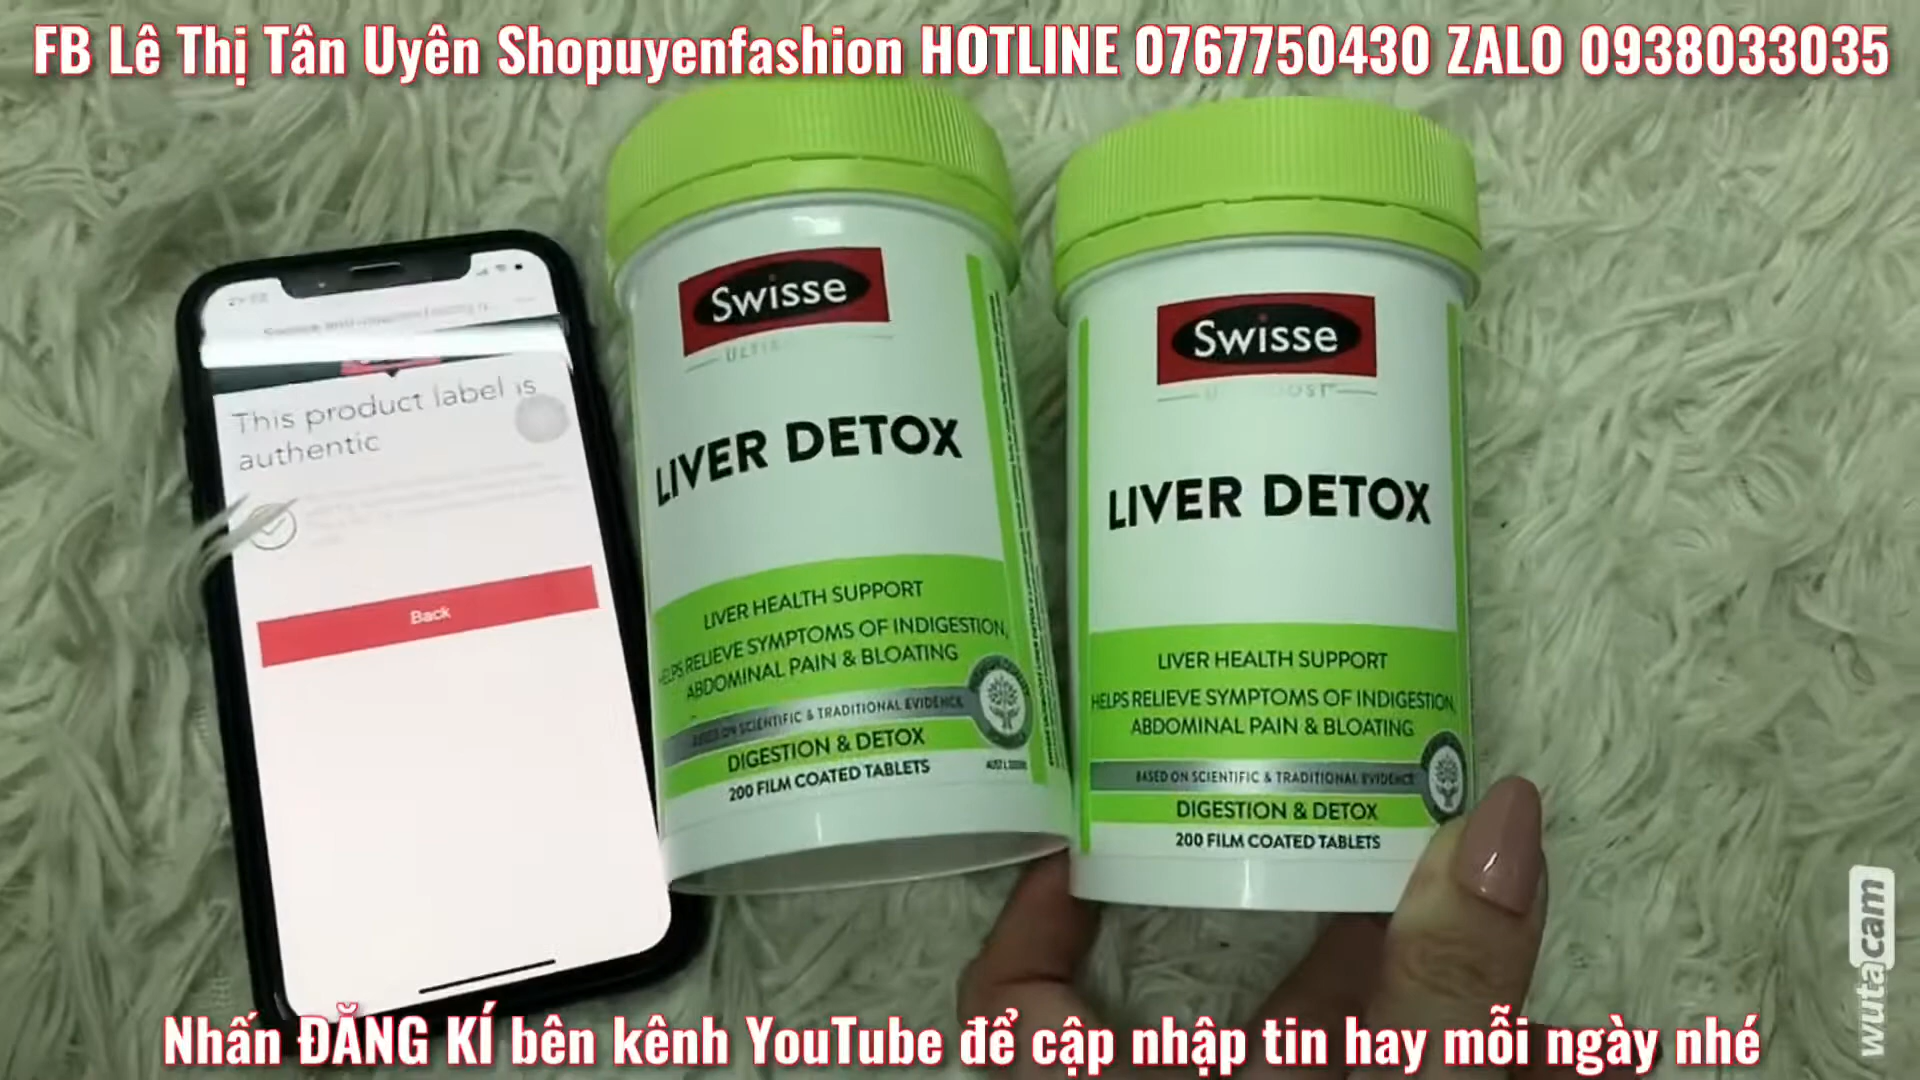 FB Lê Thị Tân Uyên Shopuyenfashion HOTLINE 0767750430 ZALO 0938033035
This product label is
authentic
Back
Swisse
LIVER DETOX
LIVER HEALTH SUPPORT
HELPS RELIEVE SYMPTOMS OF INDIGESTION,
ABDOMINAL PAIN & BLOATING
BASED ON SCIENTIFIC & TRADITIONAL EVIDENCE
DIGESTION & DETOX
200 FILM COATED TABLETS
Swisse
LIVER DETOX
LIVER HEALTH SUPPORT
HELPS RELIEVE SYMPTOMS OF INDIGESTION,
ABDOMINAL PAIN & BLOATING
BASED ON SCIENTIFIC & TRADITIONAL EVIDENCE
DIGESTION & DETOX
200 FILM COATED TABLETS
wutacam
Nhấn ĐĂNG KÍ bên kênh YouTube để cập nhập tin hay mỗi ngày nhé